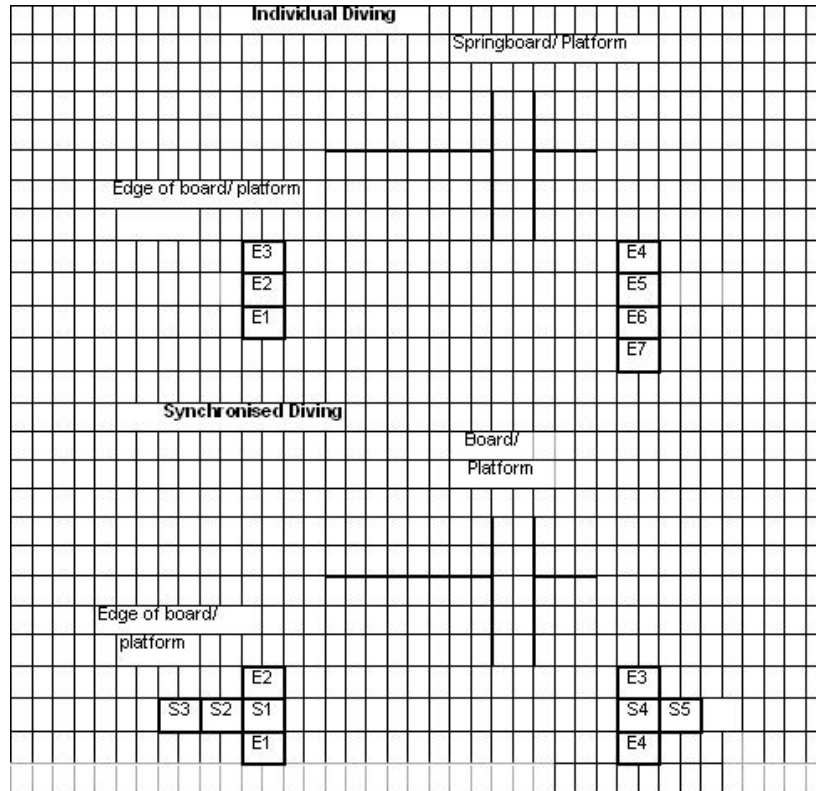 Individual Diving
Springboard/ Platform
Edge of board/ platform
E3 E4
E2 E5
E1 E6
E7
Synchronised Diving
Board/
Platform
Edge of board/
platform
E2 E3
S3 S2 S1 S4 S5
E1 E4